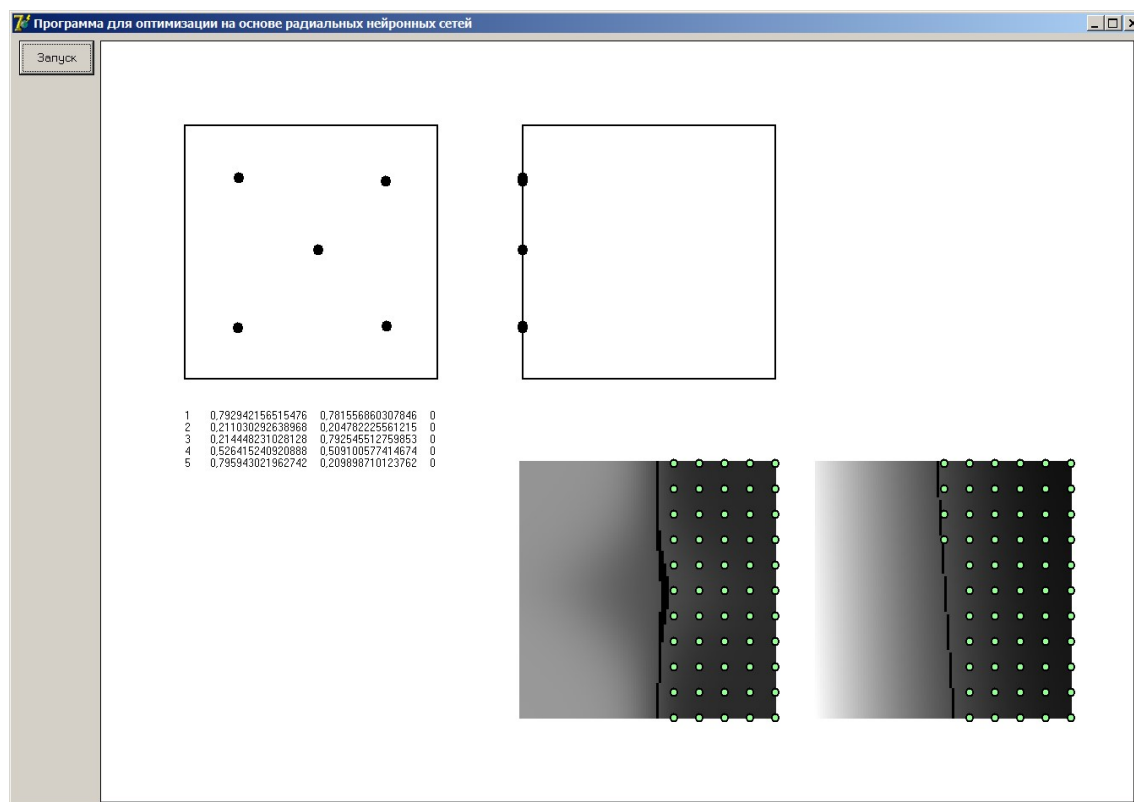 Программа для оптимизации на основе радиальных нейронных сетей
Запуск
1 0,792942156515476 0,781556860307846 0
2 0,211030292638968 0,204782225561215 0
3 0,214448231028128 0,792545512759853 0
4 0,526415240920888 0,509100577414674 0
5 0,795943021962742 0,209898710123762 0